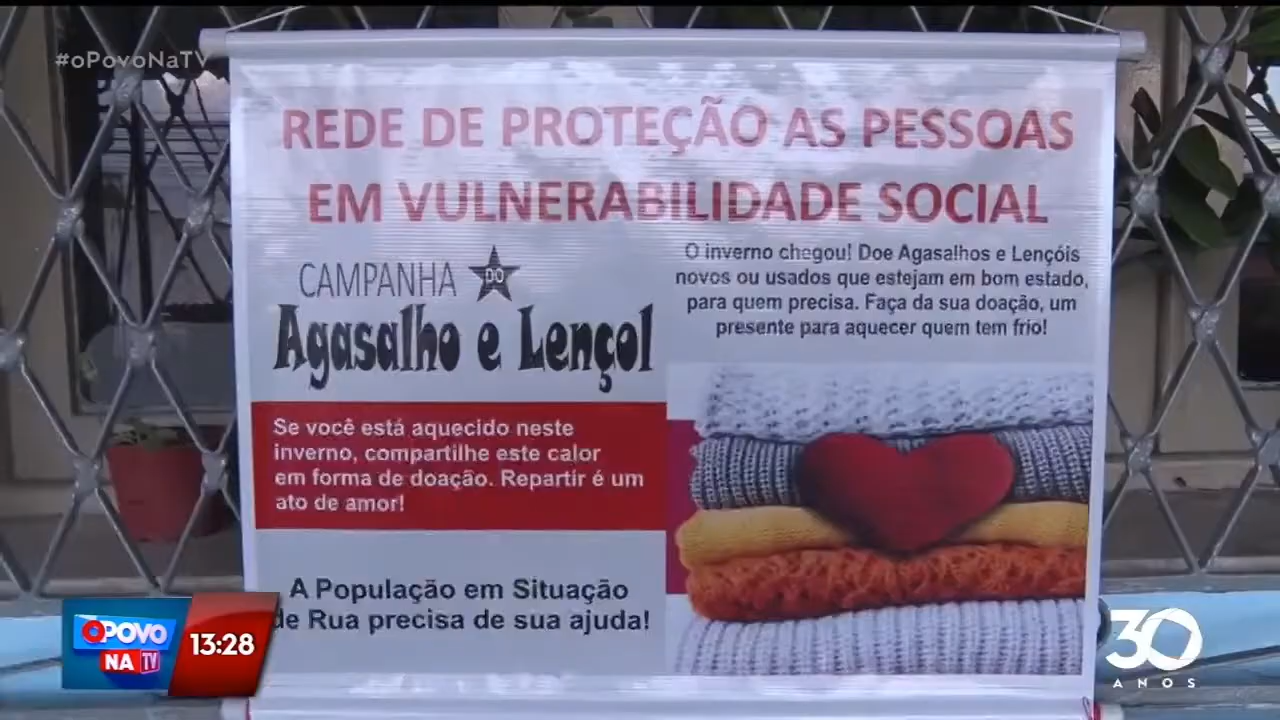 #oPovoNaTV
REDE DE PROTEÇÃO AS PESSOAS
EM VULNERABILIDADE SOCIAL
CAMPANHA DO
Agasalho e Lençol
O inverno chegou! Doe Agasalhos e Lençóis
novos ou usados que estejam em bom estado,
para quem precisa. Faça da sua doação, um
presente para aquecer quem tem frio!
Se você está aquecido neste
inverno, compartilhe este calor
em forma de doação. Repartir é um
ato de amor!
A População em Situação
de Rua precisa de sua ajuda!
O POVO
NA TV
13:28
30
ANOS